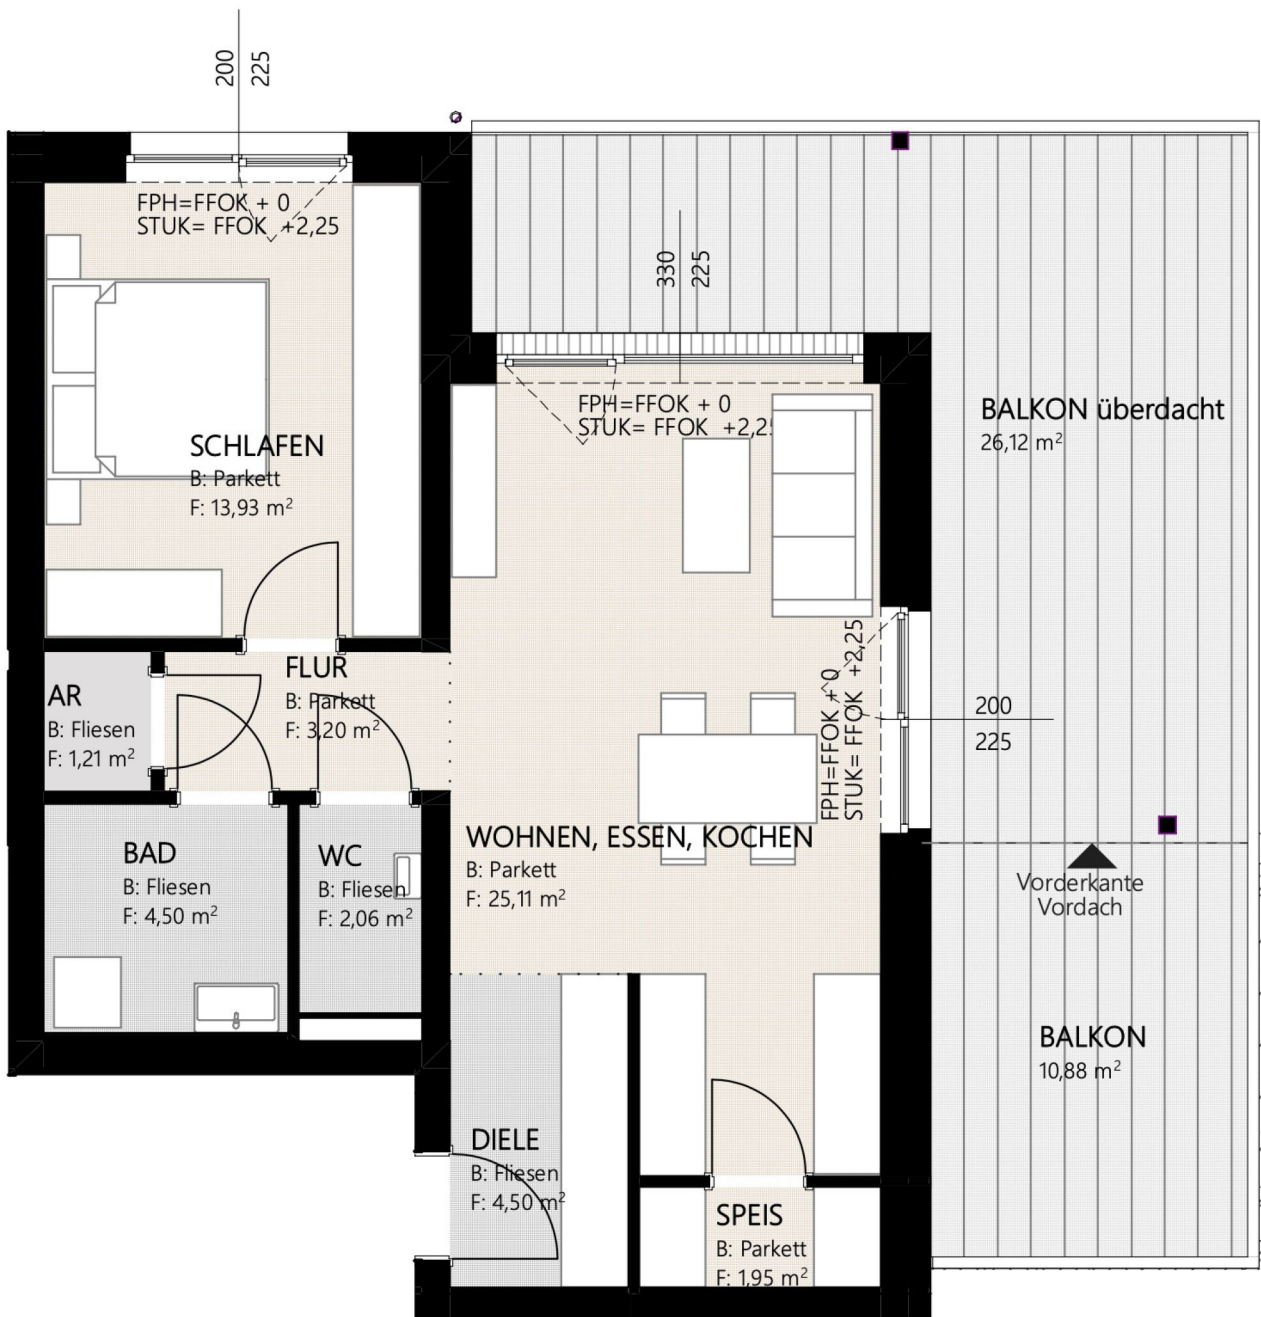 200
225
FPH=FFOK + 0
STUK= FFOK +2,25
330
225
FPH=FFOK + 0
STUK= FFOK +2,25
BALKON überdacht
26,12 m²
SCHLAFEN
B: Parkett
F: 13,93 m²
FPH=FFOK + 0
STUK= FFOK +2,25
FLUR
B: Parkett
F: 3,20 m²
AR
B: Fliesen
F: 1,21 m²
200
225
WOHNEN, ESSEN, KOCHEN
B: Parkett
F: 25,11 m²
BAD
B: Fliesen
F: 4,50 m²
WC
B: Fliesen
F: 2,06 m²
Vorderkante
Vordach
BALKON
10,88 m²
DIELE
B: Fliesen
F: 4,50 m²
SPEIS
B: Parkett
F: 1,95 m²